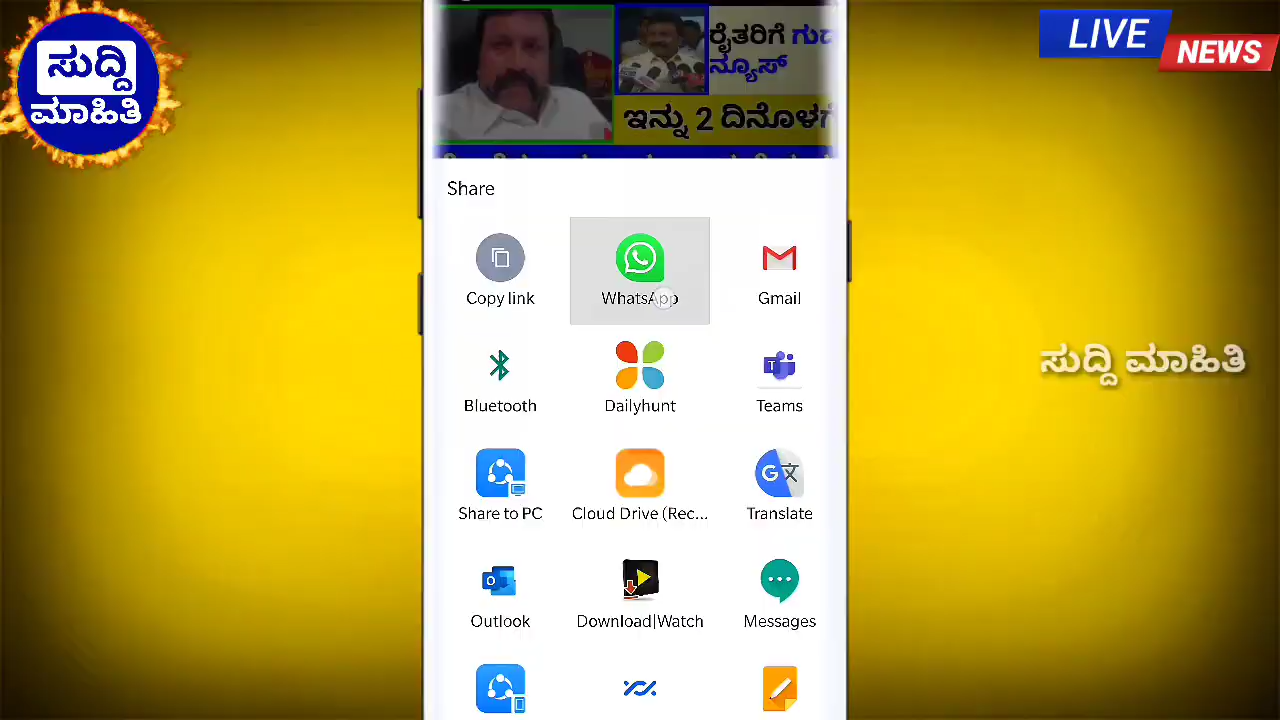 ಸುದ್ದಿ
ಮಾಹಿತಿ
LIVE
NEWS
ರೈತರಿಗೆ
ನ್ಯೂಸ್
ಇನ್ನು 2 ದಿನೊಳಗೆ
Share
Copy link
WhatsApp
Gmail
ಸುದ್ದಿ ಮಾಹಿತಿ
Bluetooth
Dailyhunt
Teams
Share to PC
Cloud Drive (Rec...
Translate
Outlook
Download|Watch
Messages